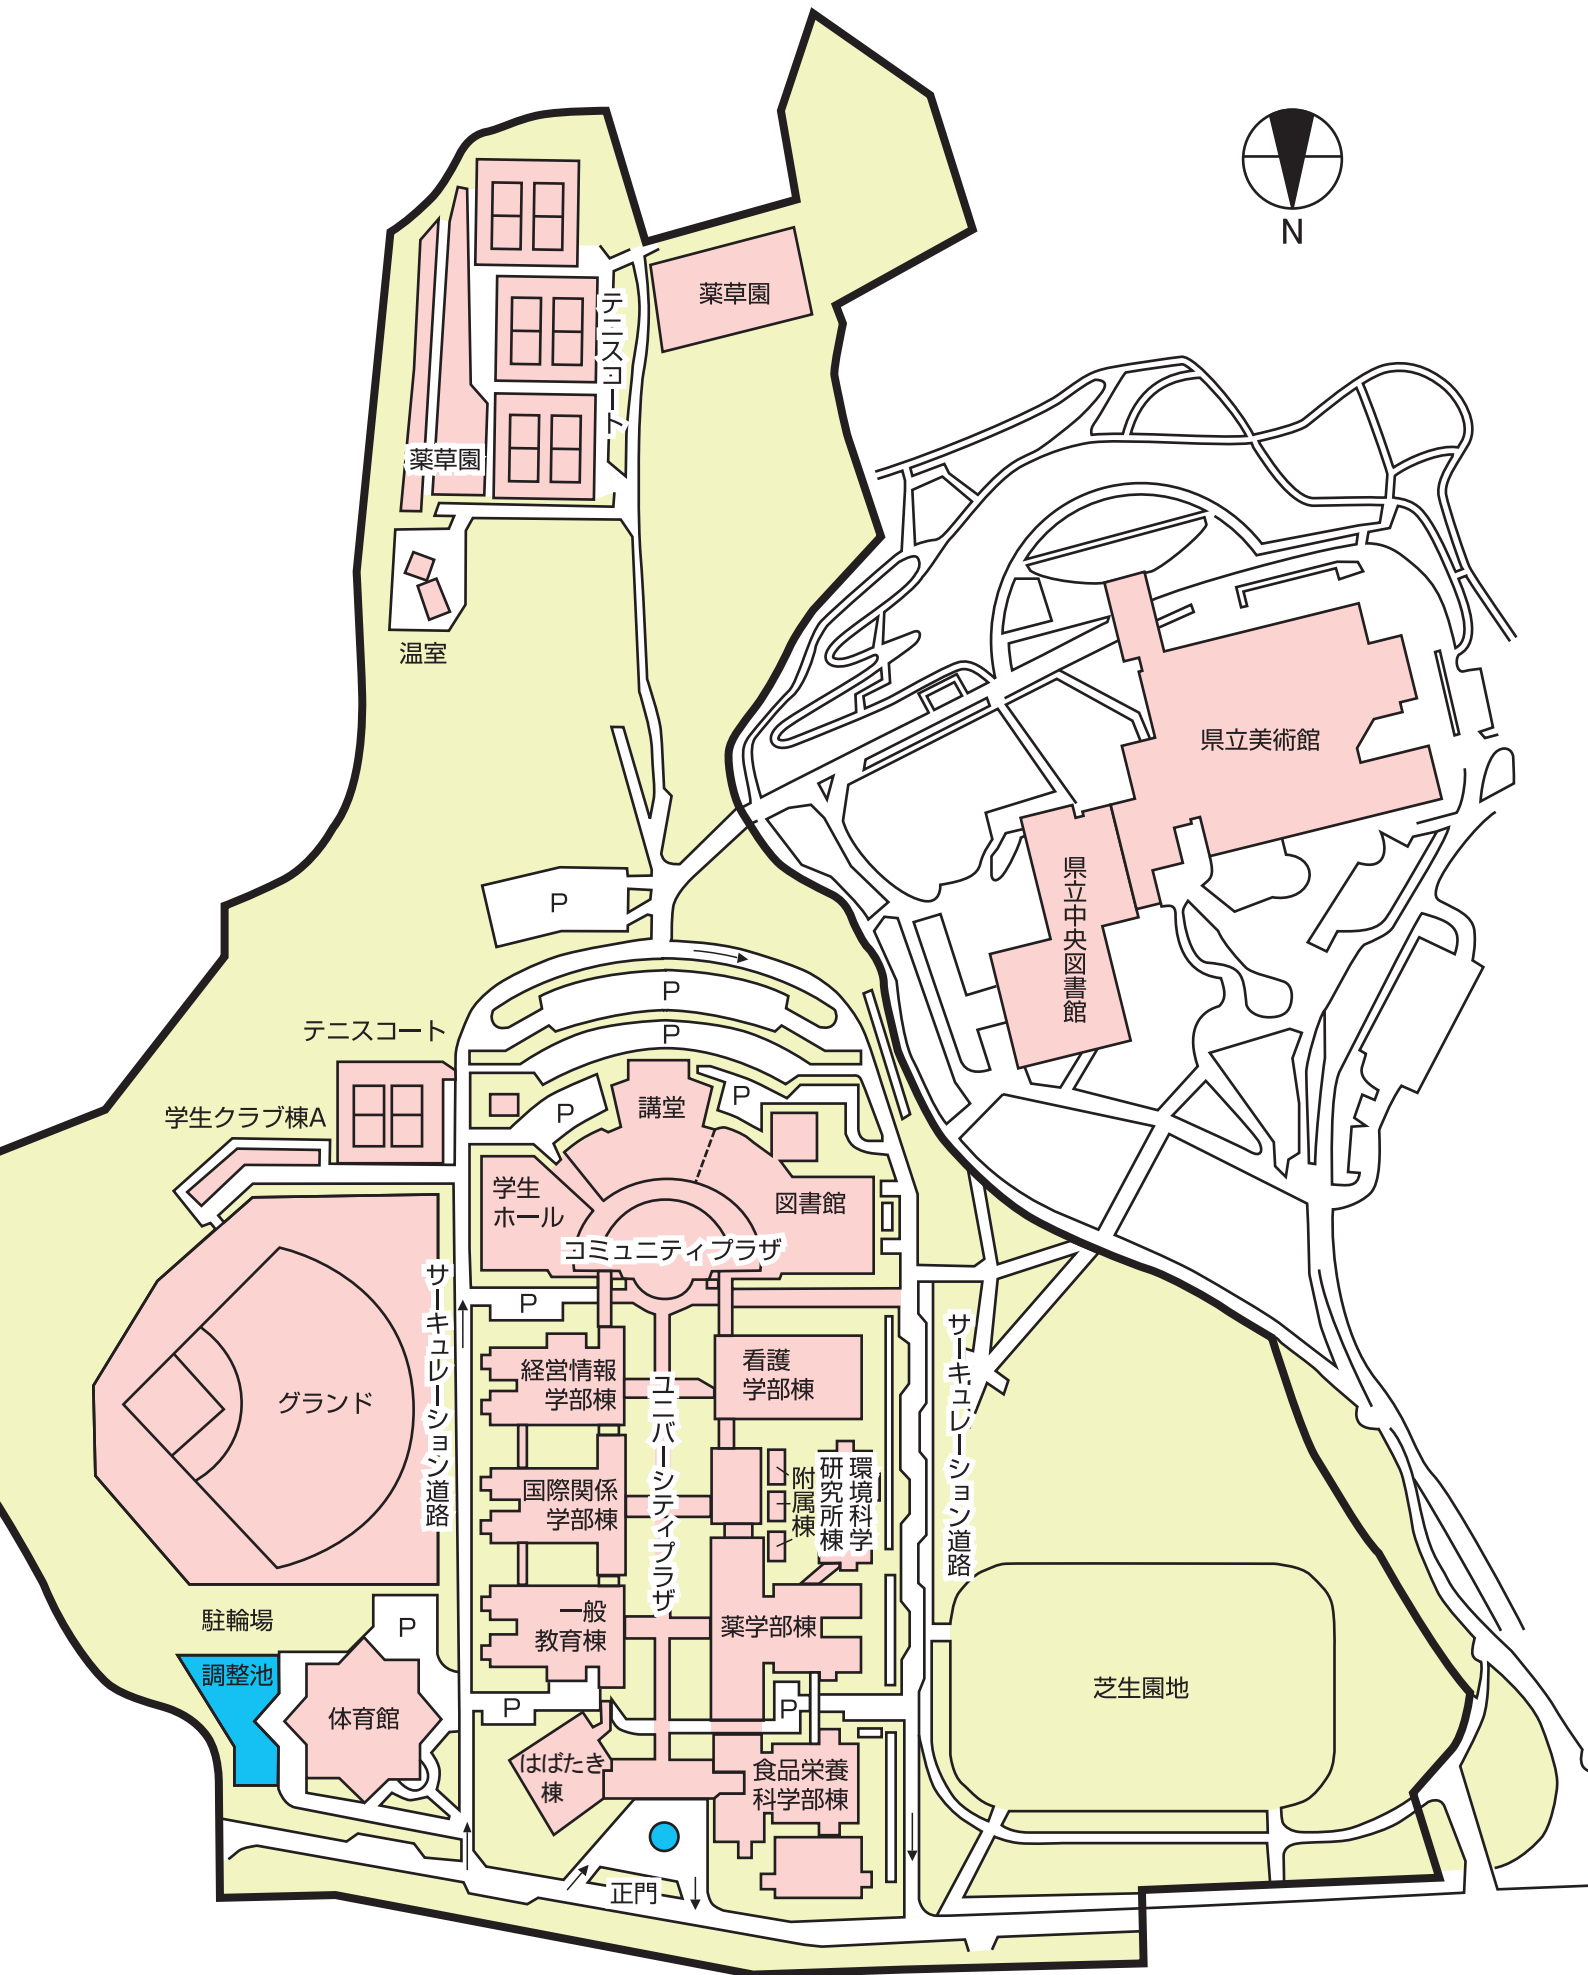 N
薬草園
テニスコート
薬草園
温室
県立美術館
県立中央図書館
P
P
P
テニスコート
学生クラブ棟A
P
講堂
P
学生
ホール
図書館
コミュニティプラザ
サーキュレーション道路
P
サーキュレーション道路
経営情報
学部棟
看護
学部棟
グランド
ユニバーシティプラザ
国際関係
学部棟
附属棟
環境科学
研究所棟
一般
教育棟
薬学部棟
駐輪場
P
調整池
体育館
P
P
芝生園地
はばたき
棟
食品栄養
科学部棟
正門